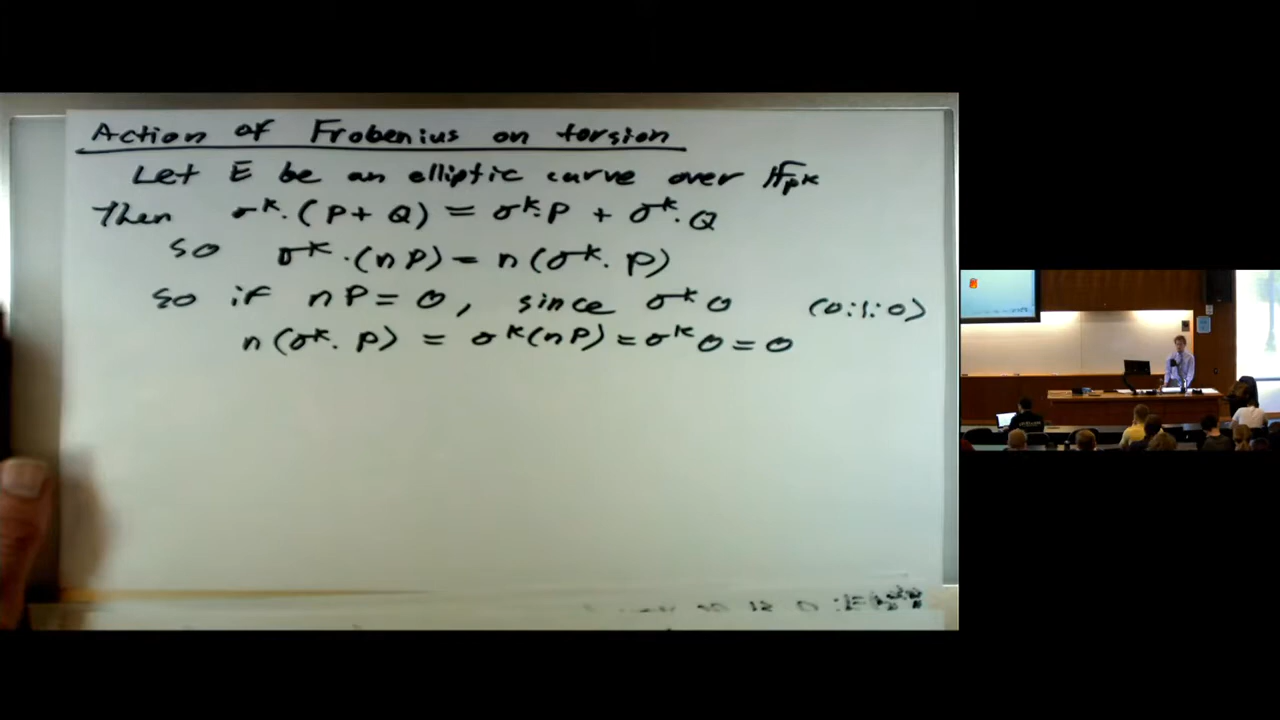 Action of Frobenius on torsion
Let E be an elliptic curve over 𝔽pᵏ
Then σᵏ·(P + Q) = σᵏ·P + σᵏ·Q
so σᵏ·(nP) = n(σᵏ·P)
so if nP = 0, since σᵏ0 (0:1:0)
n(σᵏ·P) = σᵏ(nP) = σᵏ0 = 0